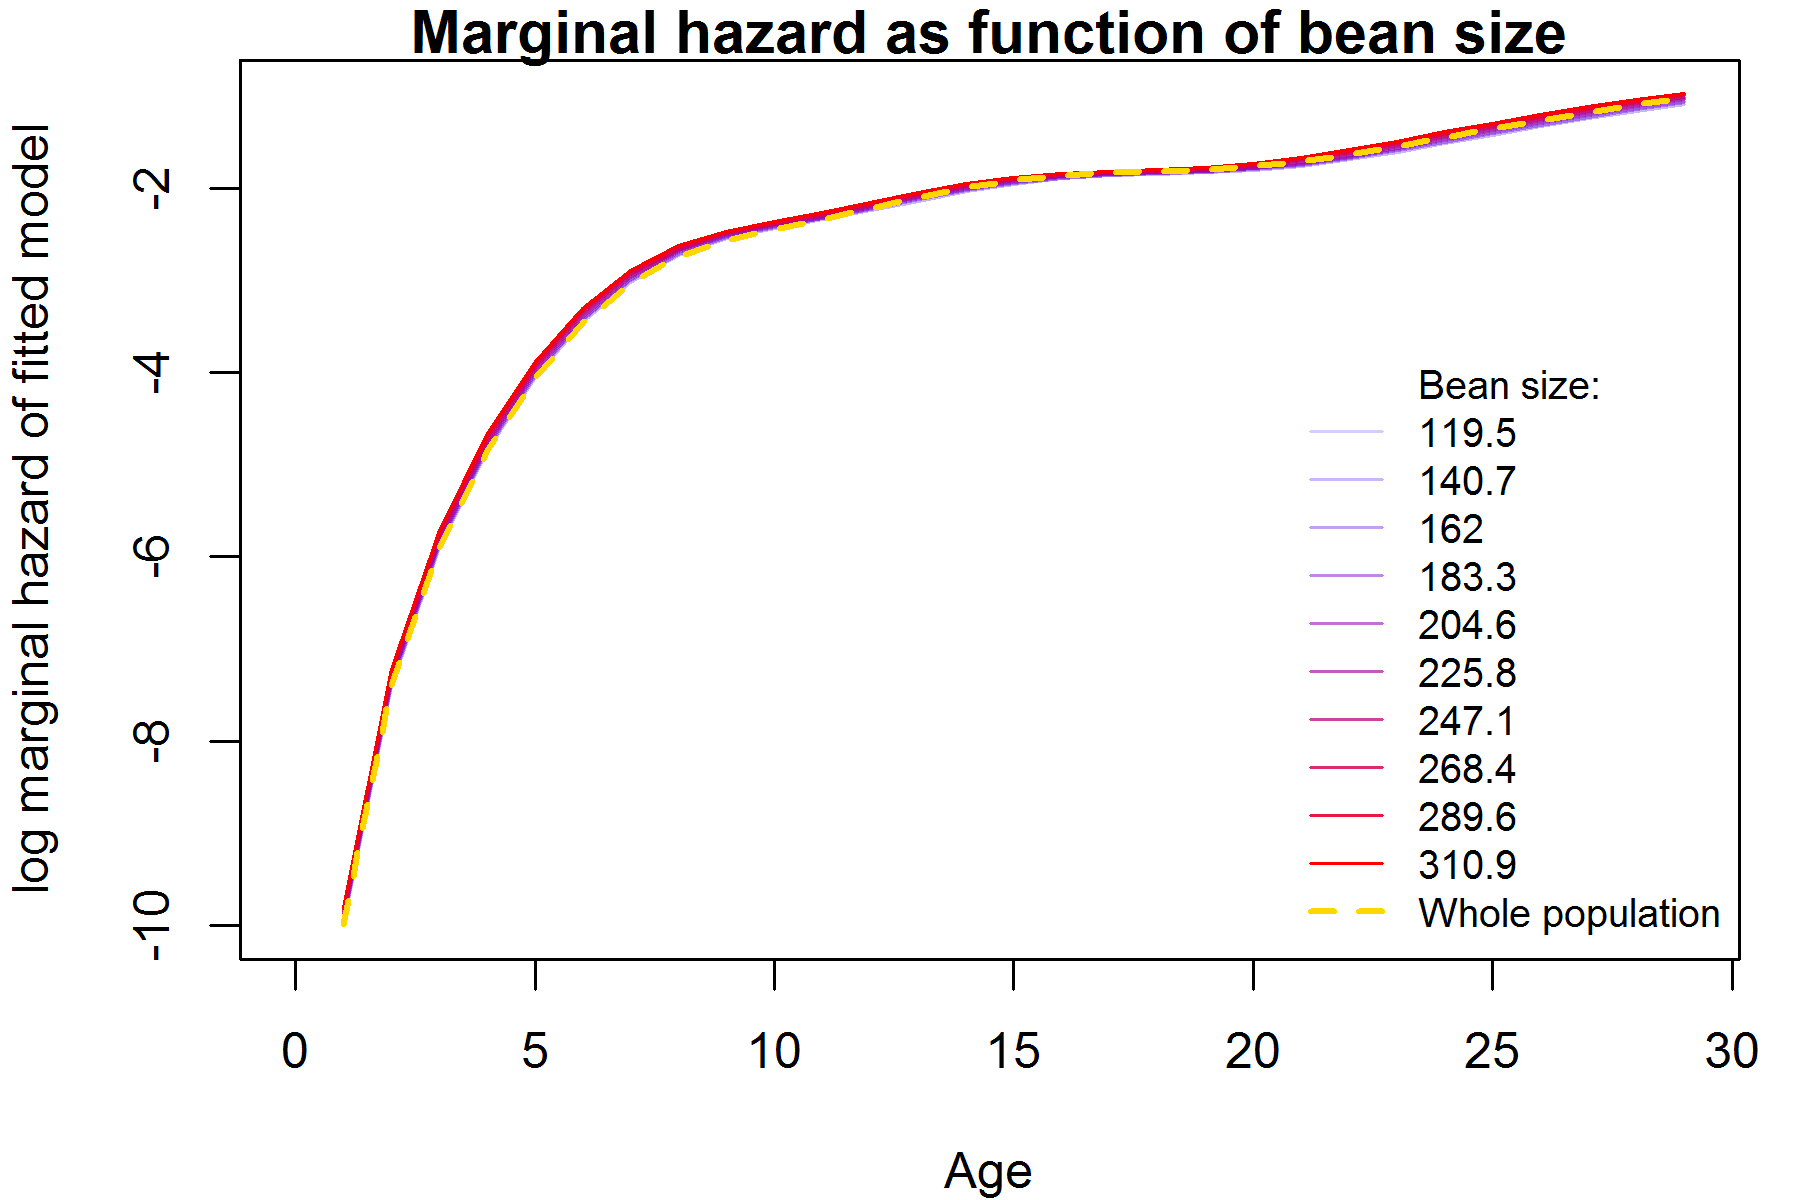 Marginal hazard as function of bean size
log marginal hazard of fitted model
-2
-4
-6
-8
-10
Bean size:
119.5
140.7
162
183.3
204.6
225.8
247.1
268.4
289.6
310.9
Whole population
0 5 10 15 20 25 30
Age